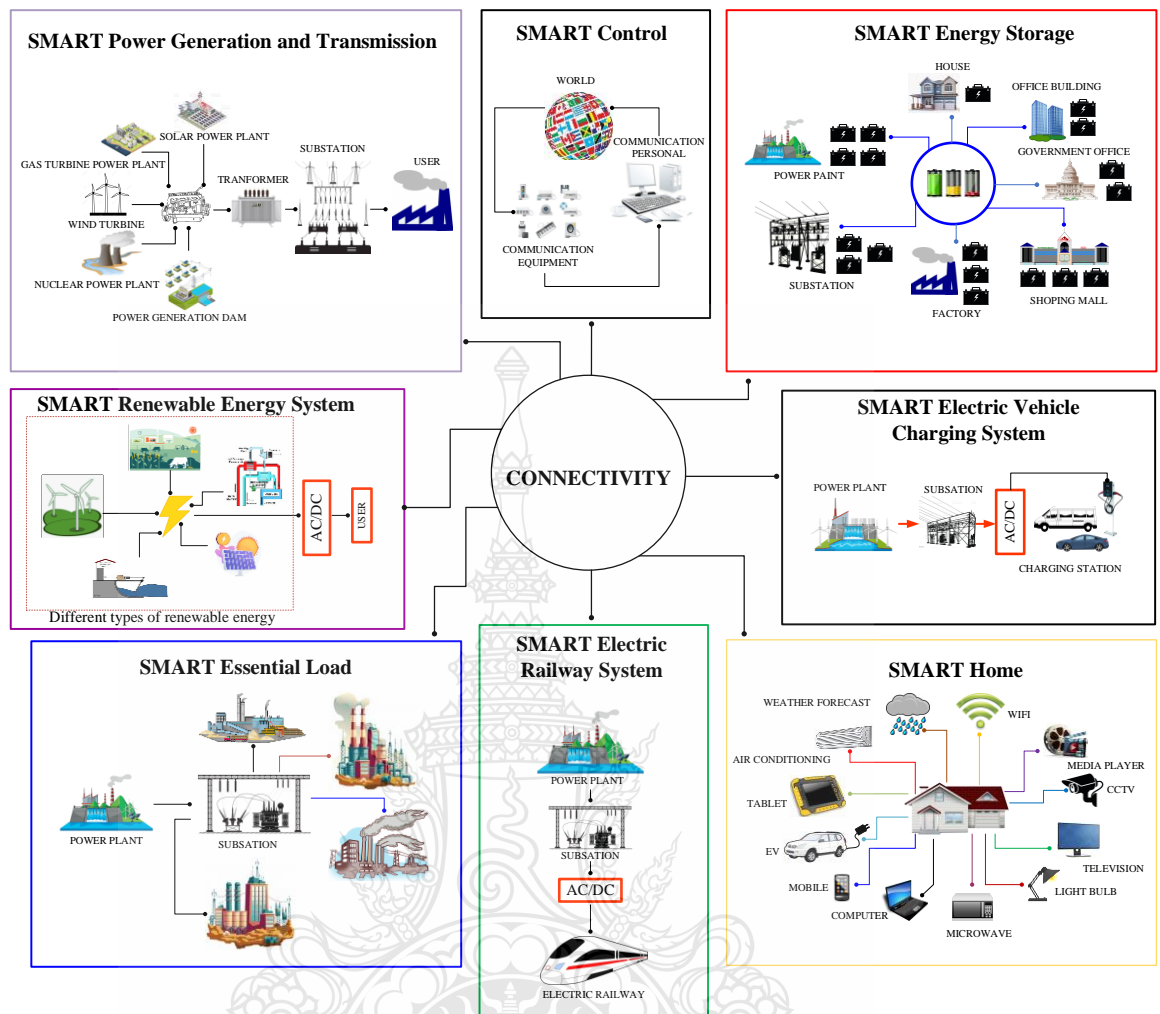 SMART Power Generation and Transmission
SOLAR POWER PLANT
GAS TURBINE POWER PLANT
WIND TURBINE
NUCLEAR POWER PLANT
POWER GENERATION DAM
TRANFORMER
SUBSTATION
USER
SMART Control
WORLD
COMMUNICATION
PERSONAL
COMMUNICATION
EQUIPMENT
SMART Energy Storage
HOUSE
OFFICE BUILDING
GOVERNMENT OFFICE
POWER PAINT
SUBSTATION
FACTORY
SHOPING MALL
SMART Renewable Energy System
AC/DC
USER
Different types of renewable energy
CONNECTIVITY
SMART Electric Vehicle
Charging System
POWER PLANT
SUBSATION
AC/DC
CHARGING STATION
SMART Essential Load
POWER PLANT
SUBSATION
SMART Electric
Railway System
POWER PLANT
SUBSATION
AC/DC
ELECTRIC RAILWAY
SMART Home
WEATHER FORECAST
WIFI
AIR CONDITIONING
MEDIA PLAYER
TABLET
CCTV
EV
TELEVISION
MOBILE
LIGHT BULB
COMPUTER
MICROWAVE